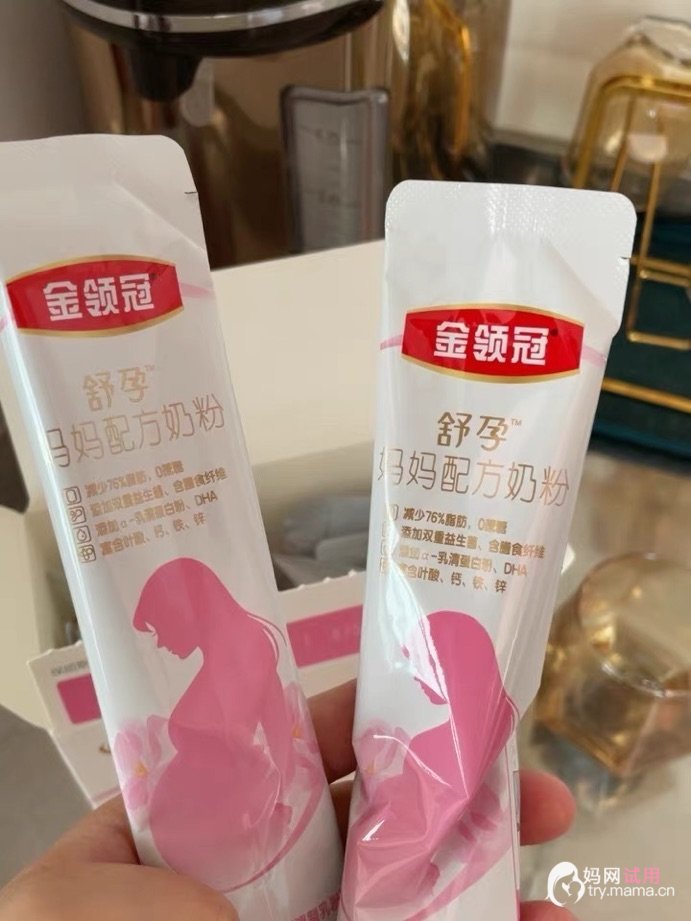 金领冠
舒孕™
妈妈配方奶粉
减少76%脂肪，0蔗糖
添加双重益生菌、含膳食纤维
添加α-乳清蛋白粉、DHA
富含叶酸、钙、铁、锌
金领冠
舒孕™
妈妈配方奶粉
减少76%脂肪，0蔗糖
添加双重益生菌、含膳食纤维
添加α-乳清蛋白粉、DHA
富含叶酸、钙、铁、锌
妈网试用
try.mama.cn